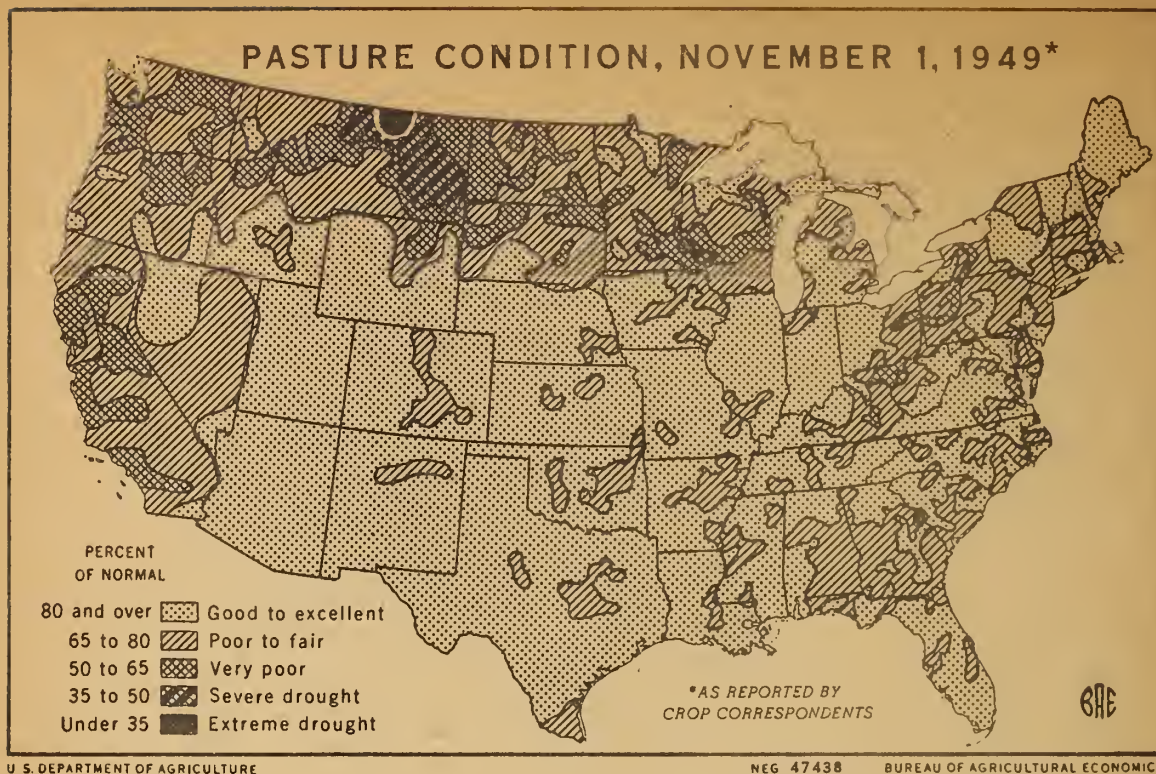 PASTURE CONDITION, NOVEMBER 1, 1949*
PERCENT
OF NORMAL
80 and over Good to excellent
65 to 80 Poor to fair
50 to 65 Very poor
35 to 50 Severe drought
Under 35 Extreme drought
*AS REPORTED BY
CROP CORRESPONDENTS
BAE
U S. DEPARTMENT OF AGRICULTURE
NEG 47438 BUREAU OF AGRICULTURAL ECONOMIC